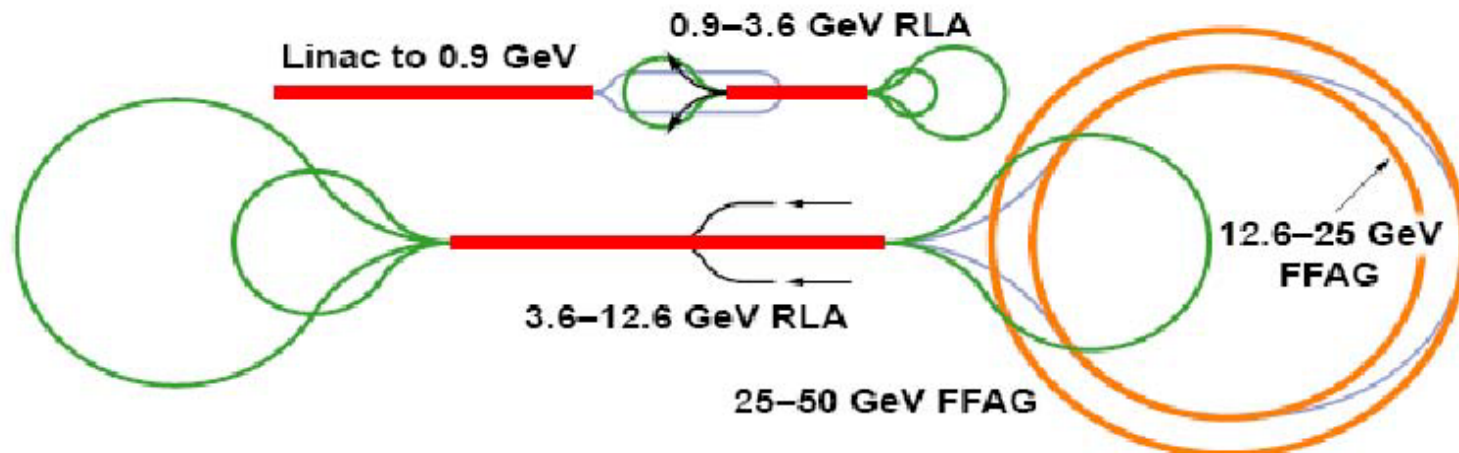 0.9–3.6 GeV RLA
Linac to 0.9 GeV
12.6–25 GeV
FFAG
3.6–12.6 GeV RLA
25–50 GeV FFAG